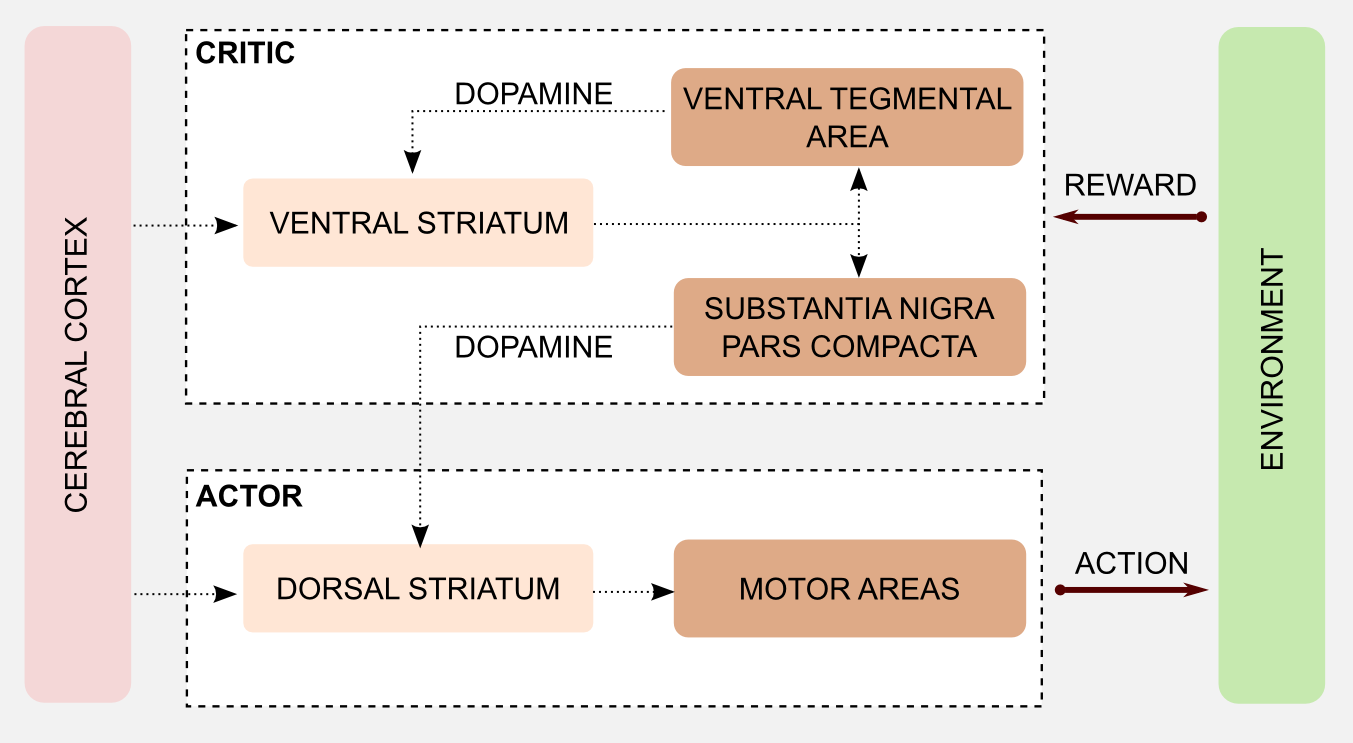 CEREBRAL CORTEX
CRITIC
DOPAMINE
VENTRAL TEGMENTAL
AREA
VENTRAL STRIATUM
SUBSTANTIA NIGRA
PARS COMPACTA
DOPAMINE
ACTOR
DORSAL STRIATUM
MOTOR AREAS
REWARD
ACTION
ENVIRONMENT